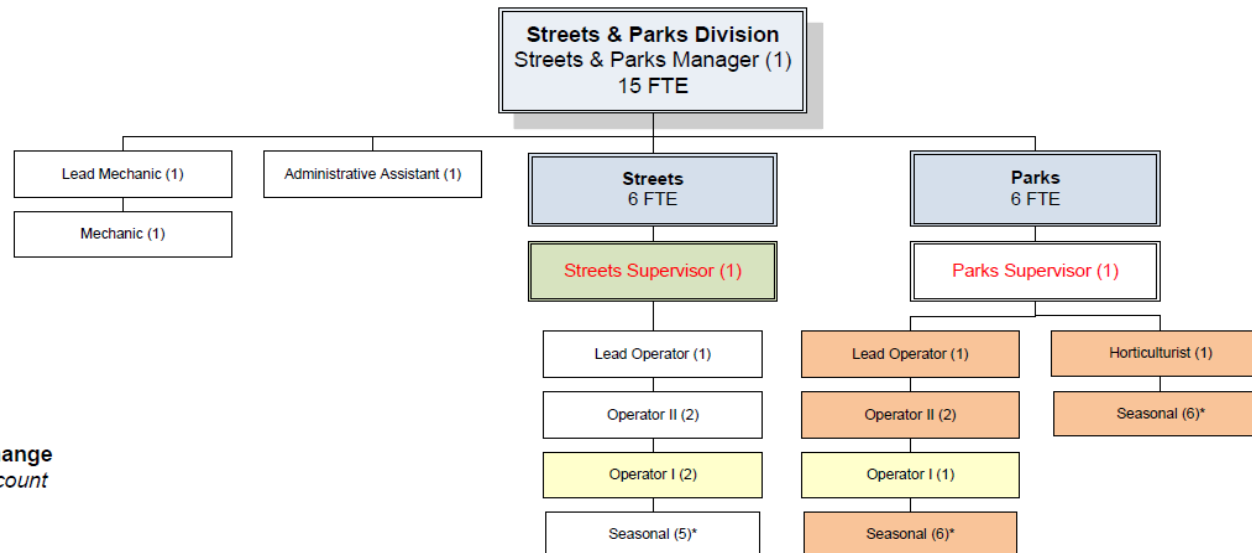 Streets & Parks Division
Streets & Parks Manager (1)
15 FTE
Lead Mechanic (1)
Mechanic (1)
Administrative Assistant (1)
Streets
6 FTE
Streets Supervisor (1)
Lead Operator (1)
Operator II (2)
Operator I (2)
Seasonal (5)*
Parks
6 FTE
Parks Supervisor (1)
Lead Operator (1)
Operator II (2)
Operator I (1)
Seasonal (6)*
Horticulturist (1)
Seasonal (6)*
ange
count